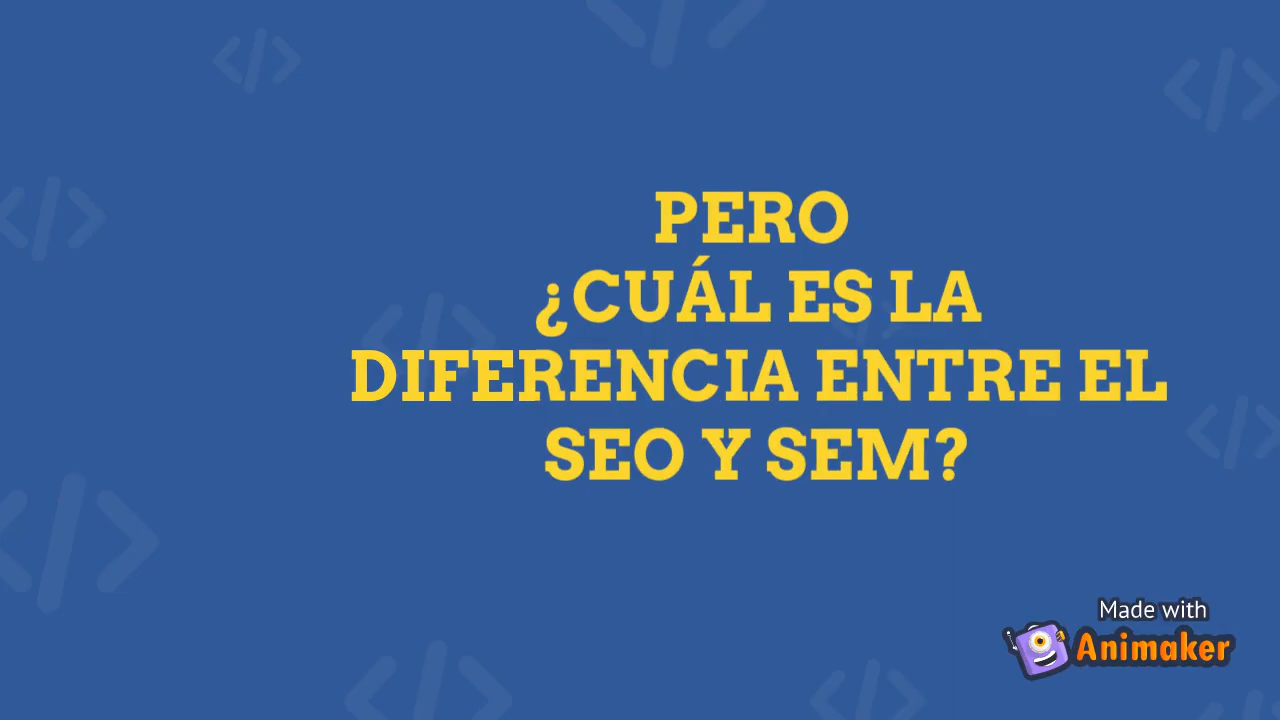 PERO
¿CUÁL ES LA
DIFERENCIA ENTRE EL
SEO Y SEM?
Made with
Animaker